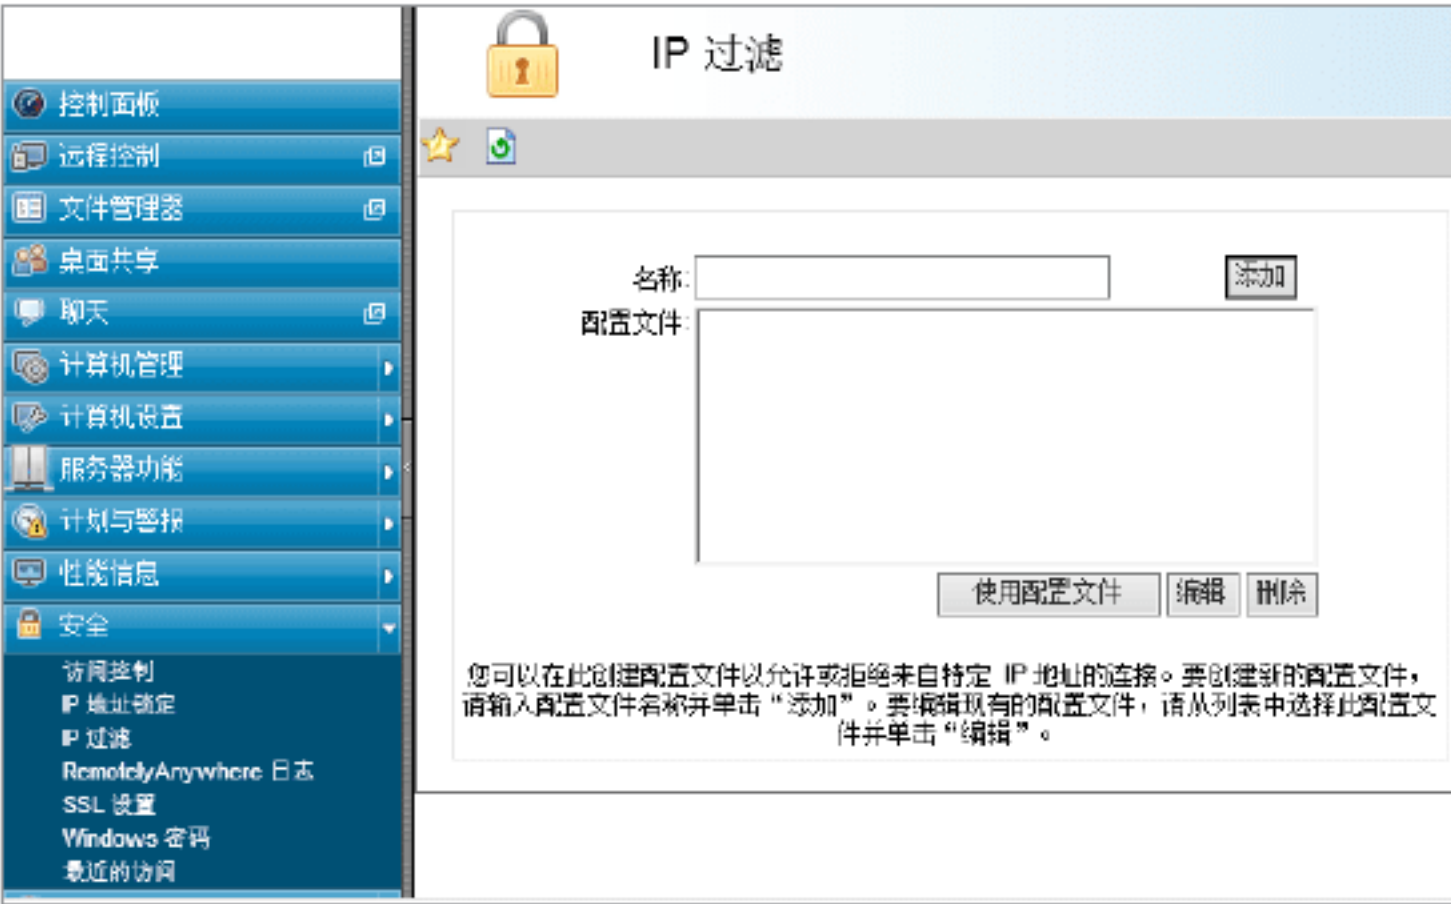 控制面板
远程控制
文件管理器
桌面共享
聊天
计算机管理
计算机设置
服务器功能
计划与警报
性能信息
安全
访问控制
IP 地址锁定
IP 过滤
RemotelyAnywhere 日志
SSL 设置
Windows 密码
最近的访问
IP 过滤
名称:
添加
配置文件:
使用配置文件 编辑 删除
您可以在此创建配置文件以允许或拒绝来自特定 IP 地址的连接。要创建新的配置文件，
请输入配置文件名称并单击“添加”。要编辑现有的配置文件，请从列表中选择此配置文
件并单击“编辑”。